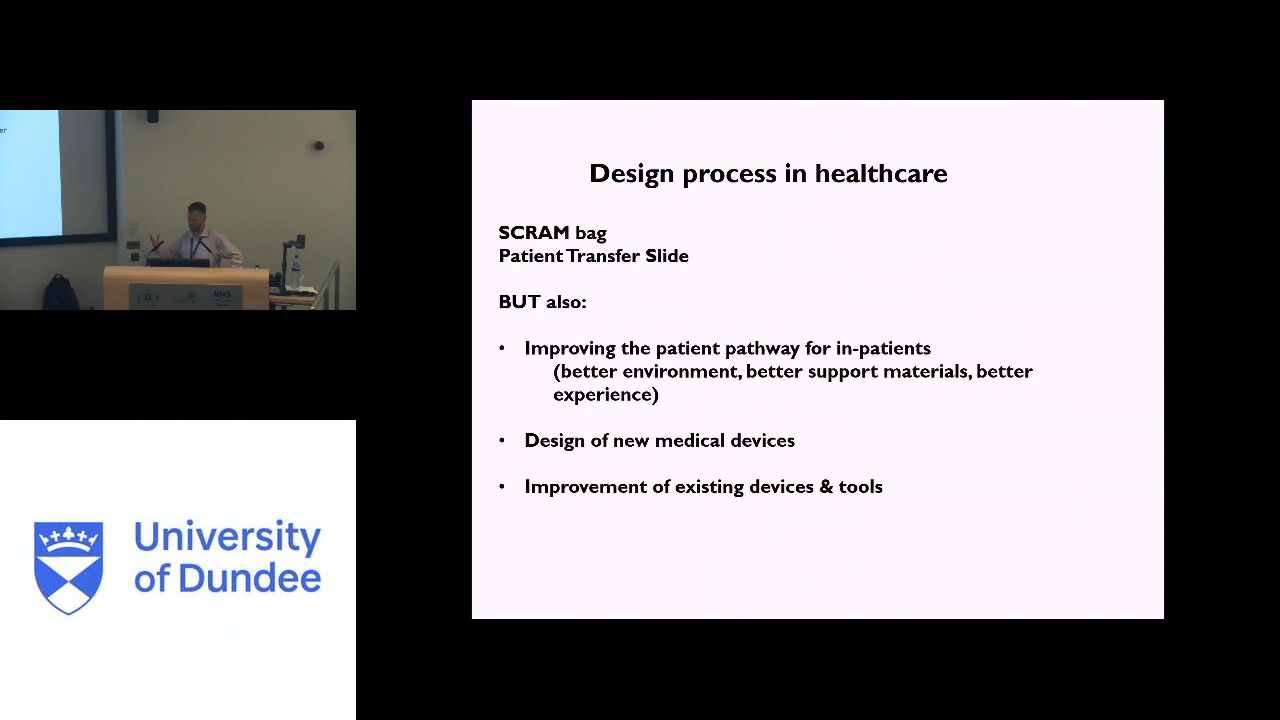 er
NHS
Design process in healthcare
SCRAM bag
Patient Transfer Slide
BUT also:
• Improving the patient pathway for in-patients
(better environment, better support materials, better
experience)
• Design of new medical devices
• Improvement of existing devices & tools
University
of Dundee